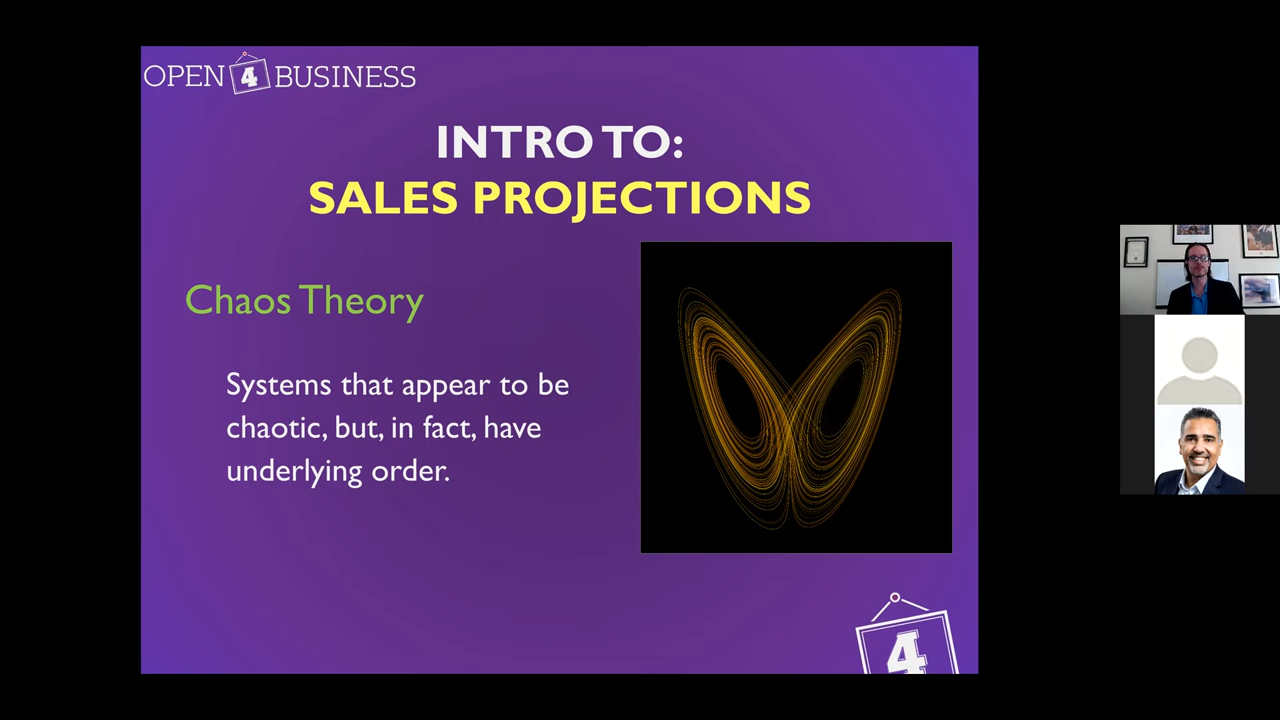 OPEN 4 BUSINESS
INTRO TO:
SALES PROJECTIONS
Chaos Theory
Systems that appear to be
chaotic, but, in fact, have
underlying order.
4